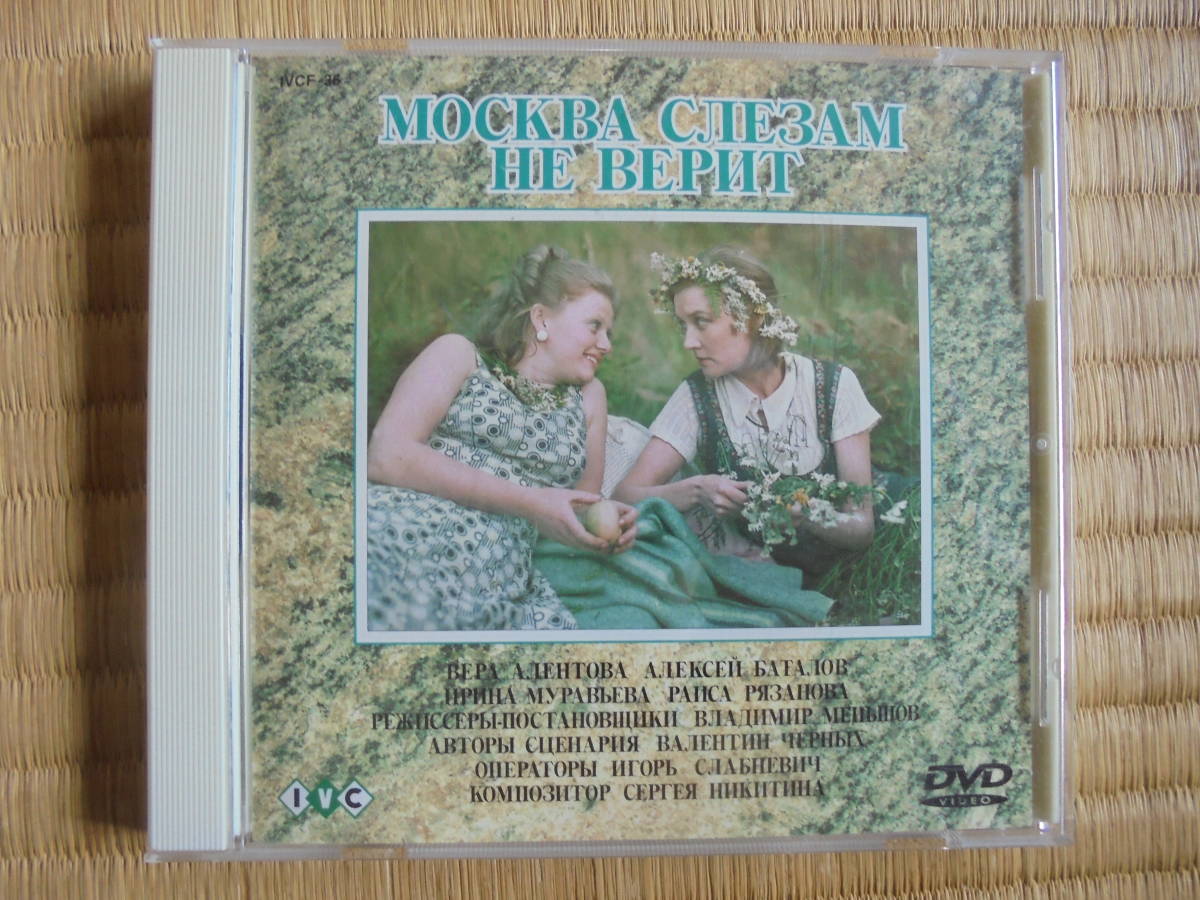 IVCF-36
МОСКВА СЛЕЗАМ
НЕ ВЕРИТ
ВЕРА АЛЕНТОВА АЛЕКСЕЙ БАТАЛОВ
ИРИНА МУРАВЬЕВА РАИСА РЯЗАНОВА
РЕЖИССЕРЫ-ПОСТАНОВЩИКИ ВЛАДИМИР МЕНЬШОВ
АВТОРЫ СЦЕНАРИЯ ВАЛЕНТИН ЧЕРНЫХ
ОПЕРАТОРЫ ИГОРЬ СЛАБНЕВИЧ
КОМПОЗИТОР СЕРГЕЯ НИКИТИНА
IVC
DVD
VIDEO